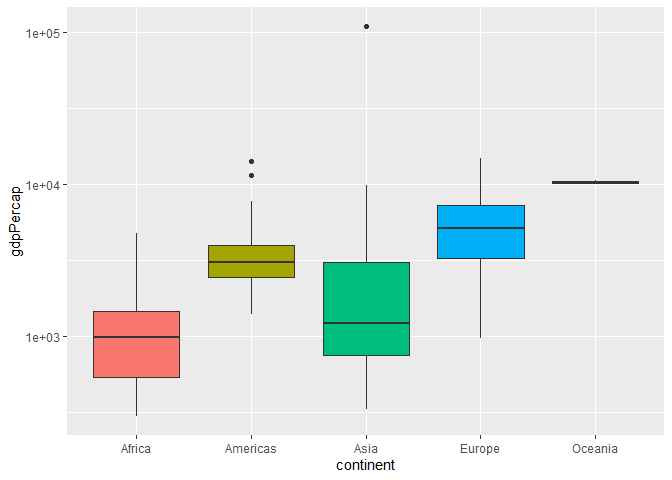 1e+05
1e+04
1e+03
gdpPercap
Africa Americas Asia Europe Oceania
continent